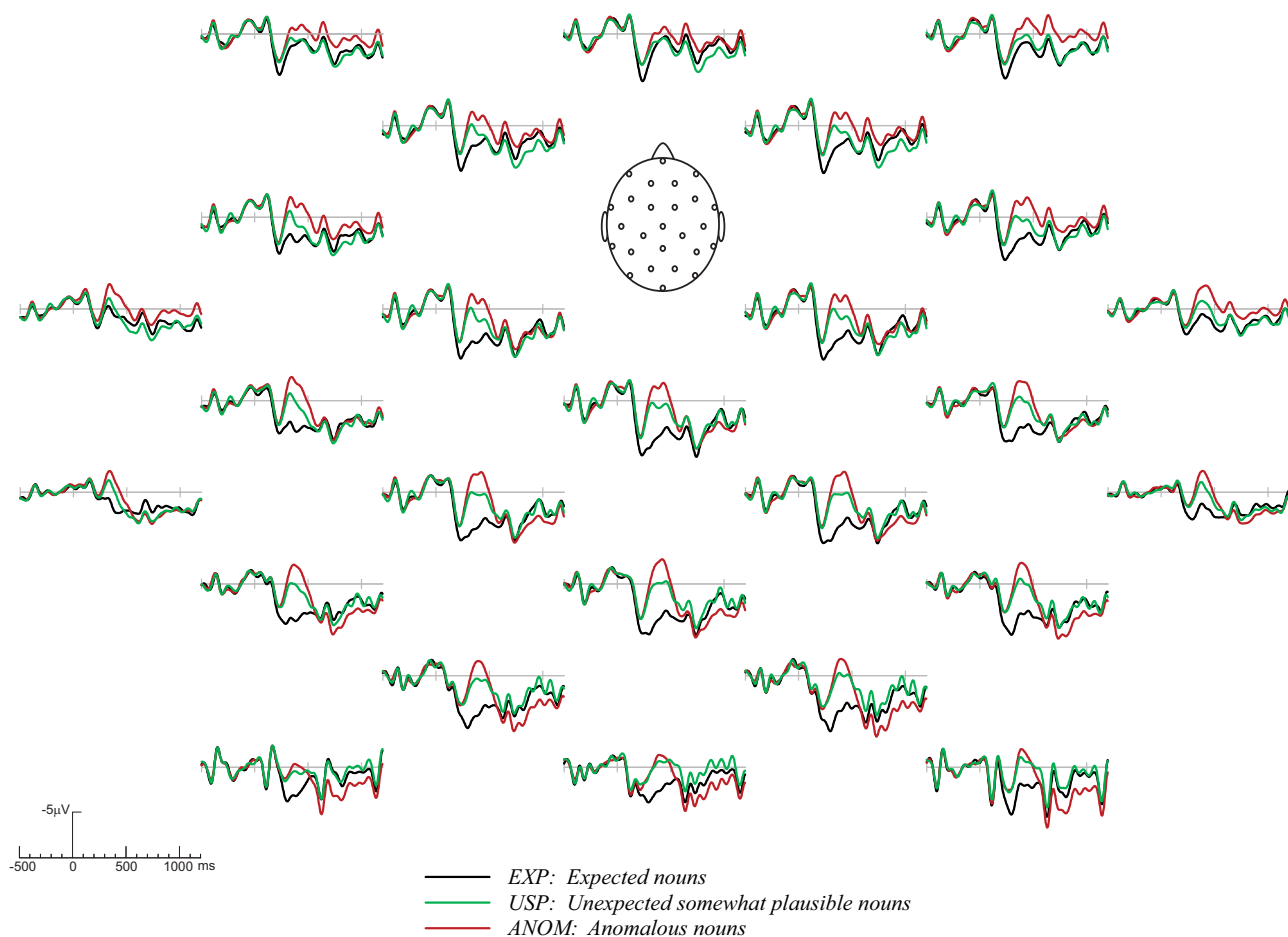 -5μV
-500 0 500 1000 ms
EXP: Expected nouns
USP: Unexpected somewhat plausible nouns
ANOM: Anomalous nouns